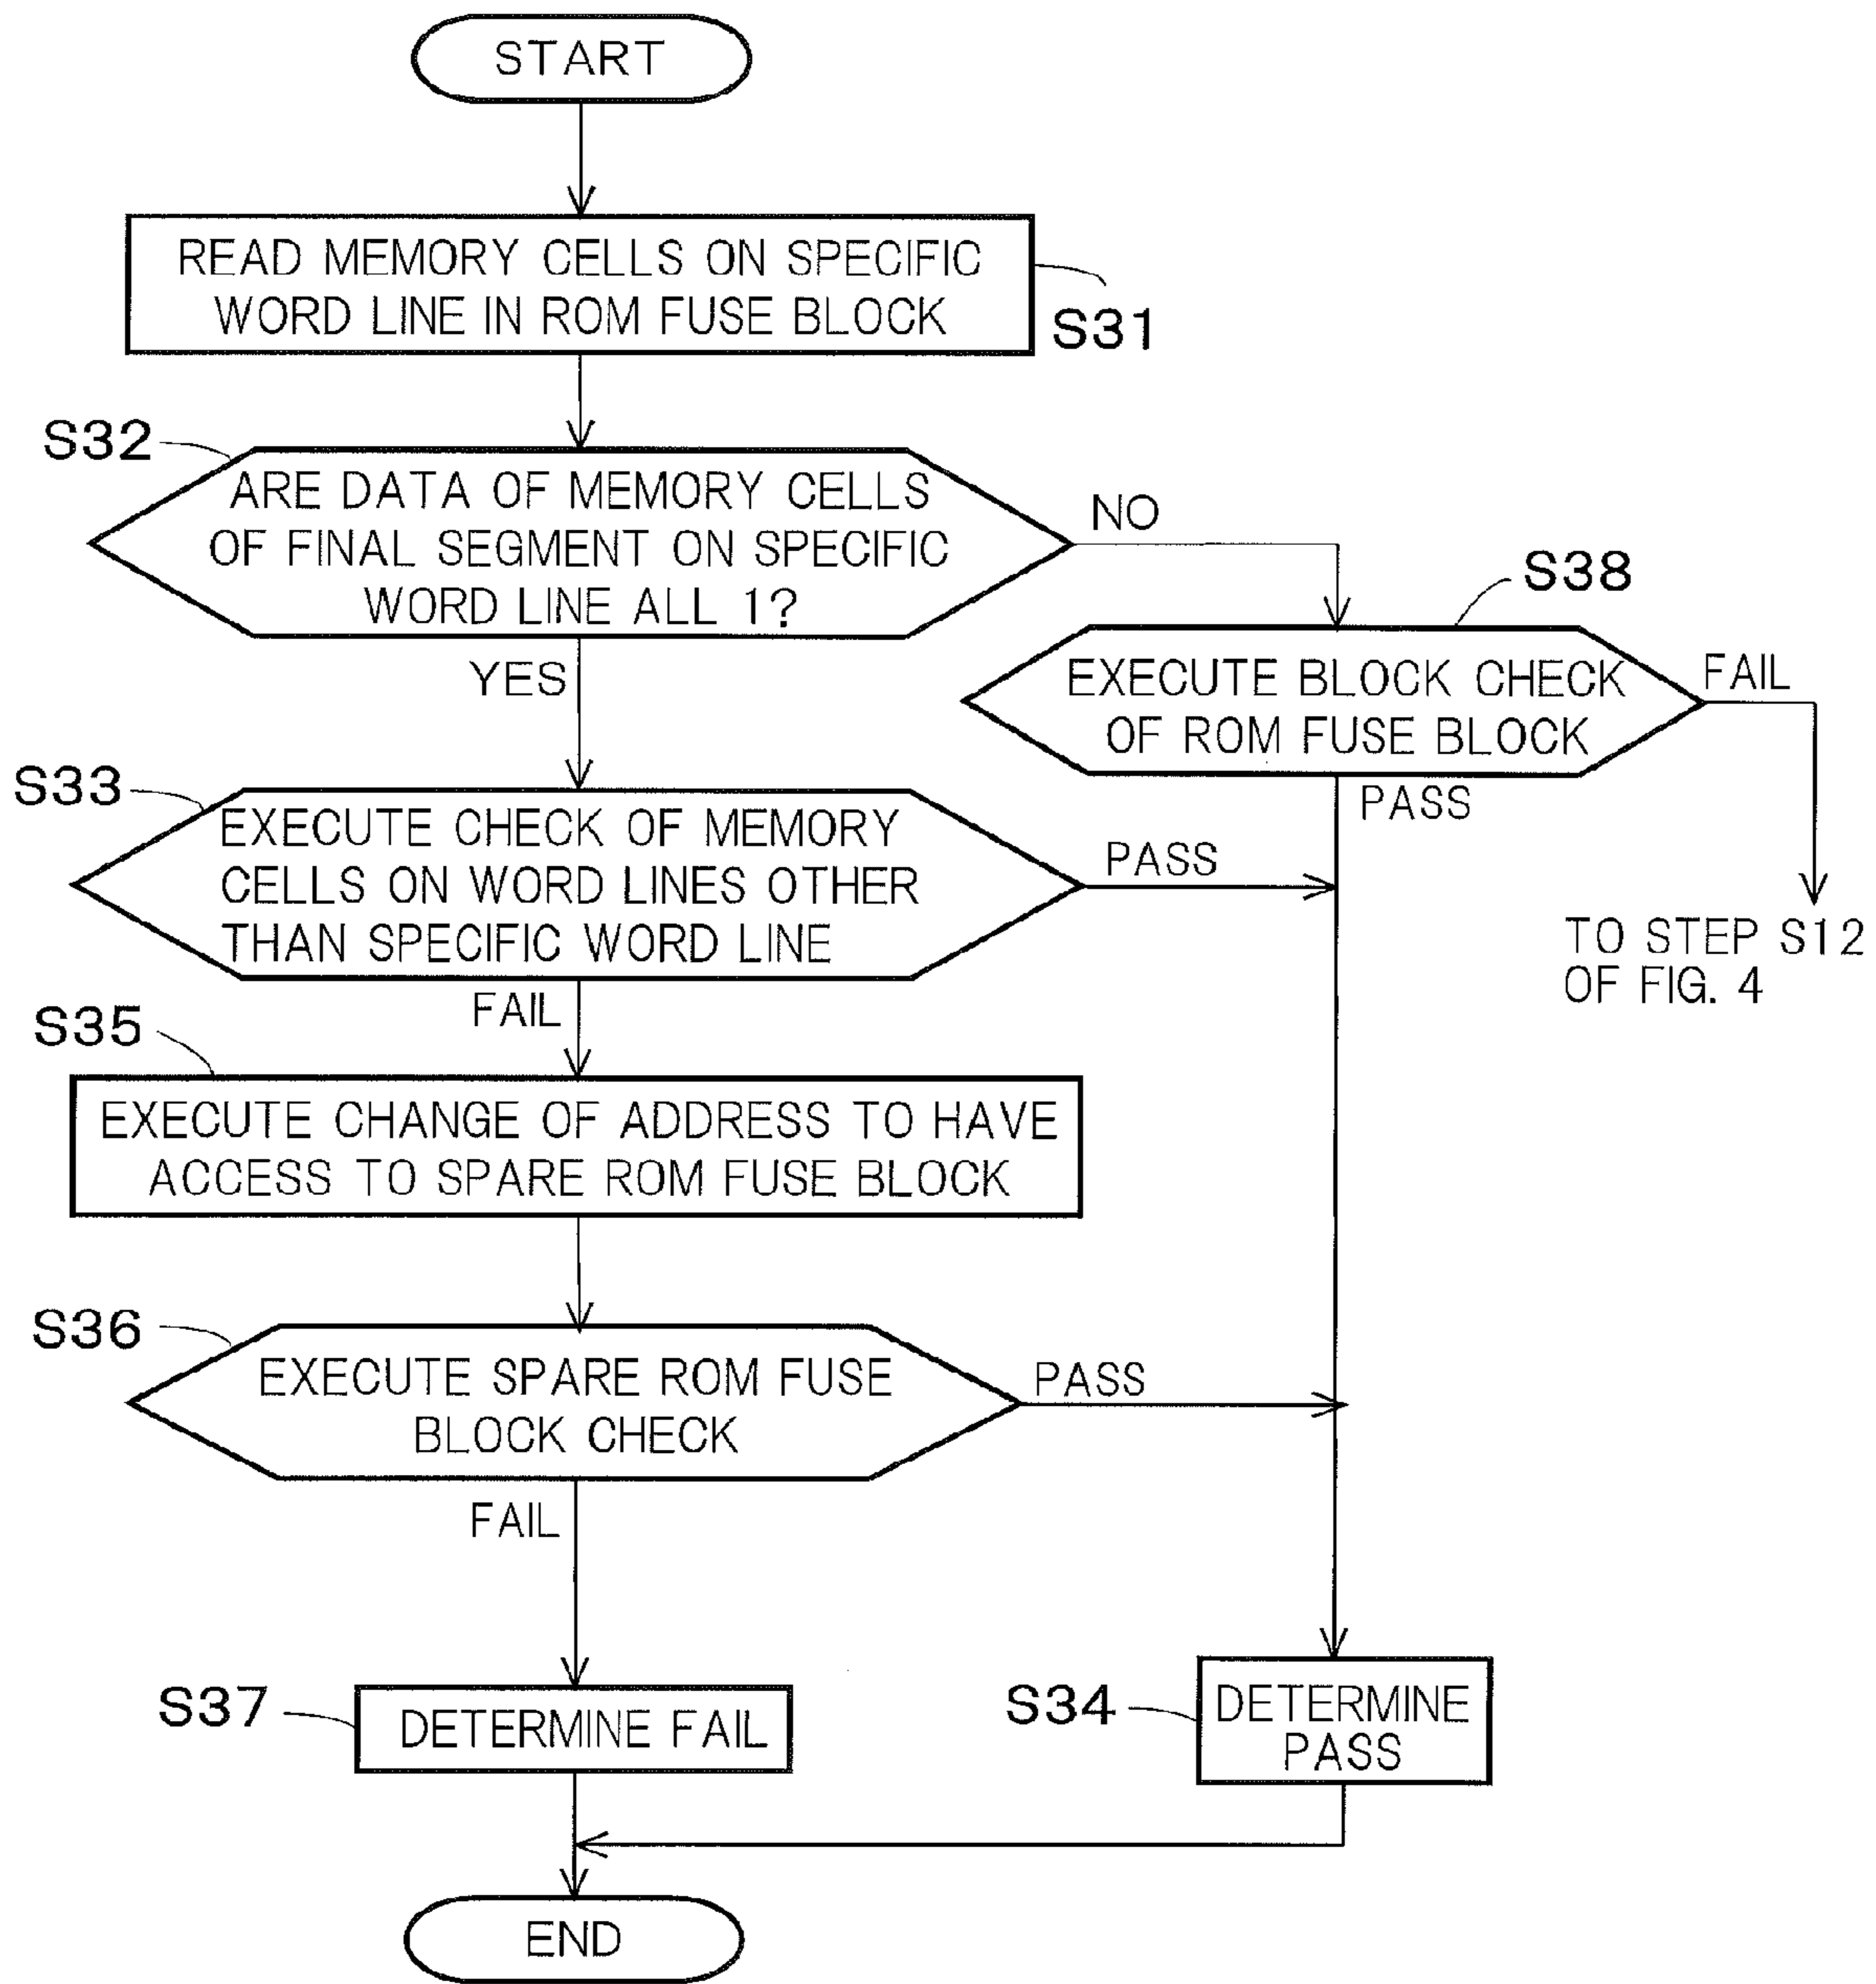 START
READ MEMORY CELLS ON SPECIFIC
WORD LINE IN ROM FUSE BLOCK
S31
S32
ARE DATA OF MEMORY CELLS
OF FINAL SEGMENT ON SPECIFIC
WORD LINE ALL 1?
NO
YES
S38
EXECUTE BLOCK CHECK
OF ROM FUSE BLOCK
FAIL
PASS
TO STEP S12
OF FIG. 4
S33
EXECUTE CHECK OF MEMORY
CELLS ON WORD LINES OTHER
THAN SPECIFIC WORD LINE
PASS
FAIL
S35
EXECUTE CHANGE OF ADDRESS TO HAVE
ACCESS TO SPARE ROM FUSE BLOCK
S36
EXECUTE SPARE ROM FUSE
BLOCK CHECK
PASS
FAIL
S37
DETERMINE FAIL
S34
DETERMINE
PASS
END